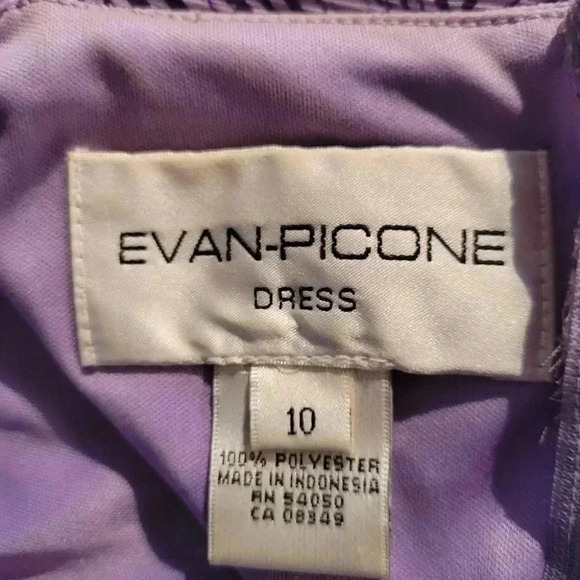 EVAN-PICONE
DRESS
10
100% POLYESTER
MADE IN INDONESIA
RN 54050
CA 08349